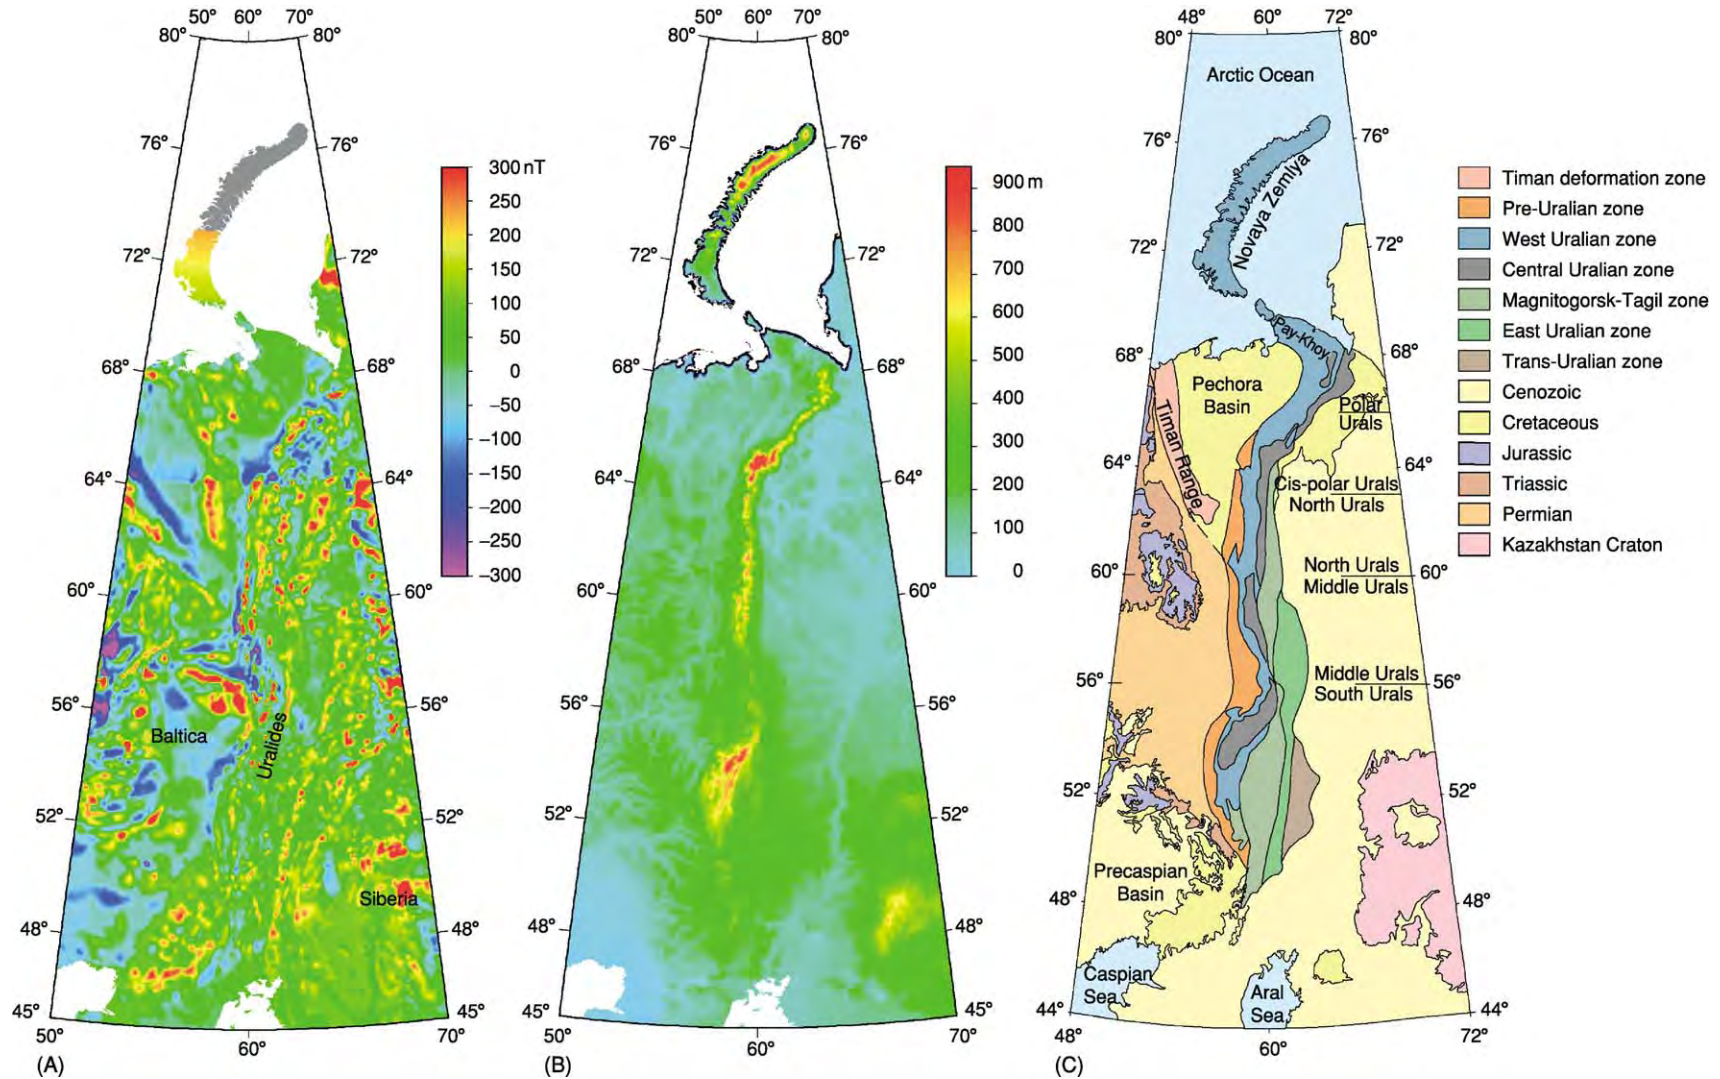 50° 60° 70°
80° 80°
76° 76°
72° 72°
68° 68°
64° 64°
60° 60°
56° 56°
52° 52°
48° 48°
45°
50° 60° 70°
Baltica
Uralides
Siberia
300 nT
250
200
150
100
50
0
−50
−100
−150
−200
−250
−300
(A)
50° 60° 70°
80° 80°
76° 76°
72° 72°
68° 68°
64° 64°
60° 60°
56° 56°
52° 52°
48° 48°
45°
50° 60° 70°
900 m
800
700
600
500
400
300
200
100
0
(B)
48° 60° 72°
80° 80°
76° 76°
72° 72°
68° 68°
64° 64°
60° 60°
56° 56°
52° 52°
48° 48°
44° 44°
48° 60° 72°
Arctic Ocean
Novaya Zemlya
Pay-Khoy
Pechora
Basin
Timan Range
Polar
Urals
Cis-polar Urals
North Urals
North Urals
Middle Urals
Middle Urals
South Urals
Precaspian
Basin
Caspian
Sea
Aral
Sea
(C)
Timan deformation zone
Pre-Uralian zone
West Uralian zone
Central Uralian zone
Magnitogorsk-Tagil zone
East Uralian zone
Trans-Uralian zone
Cenozoic
Cretaceous
Jurassic
Triassic
Permian
Kazakhstan Craton